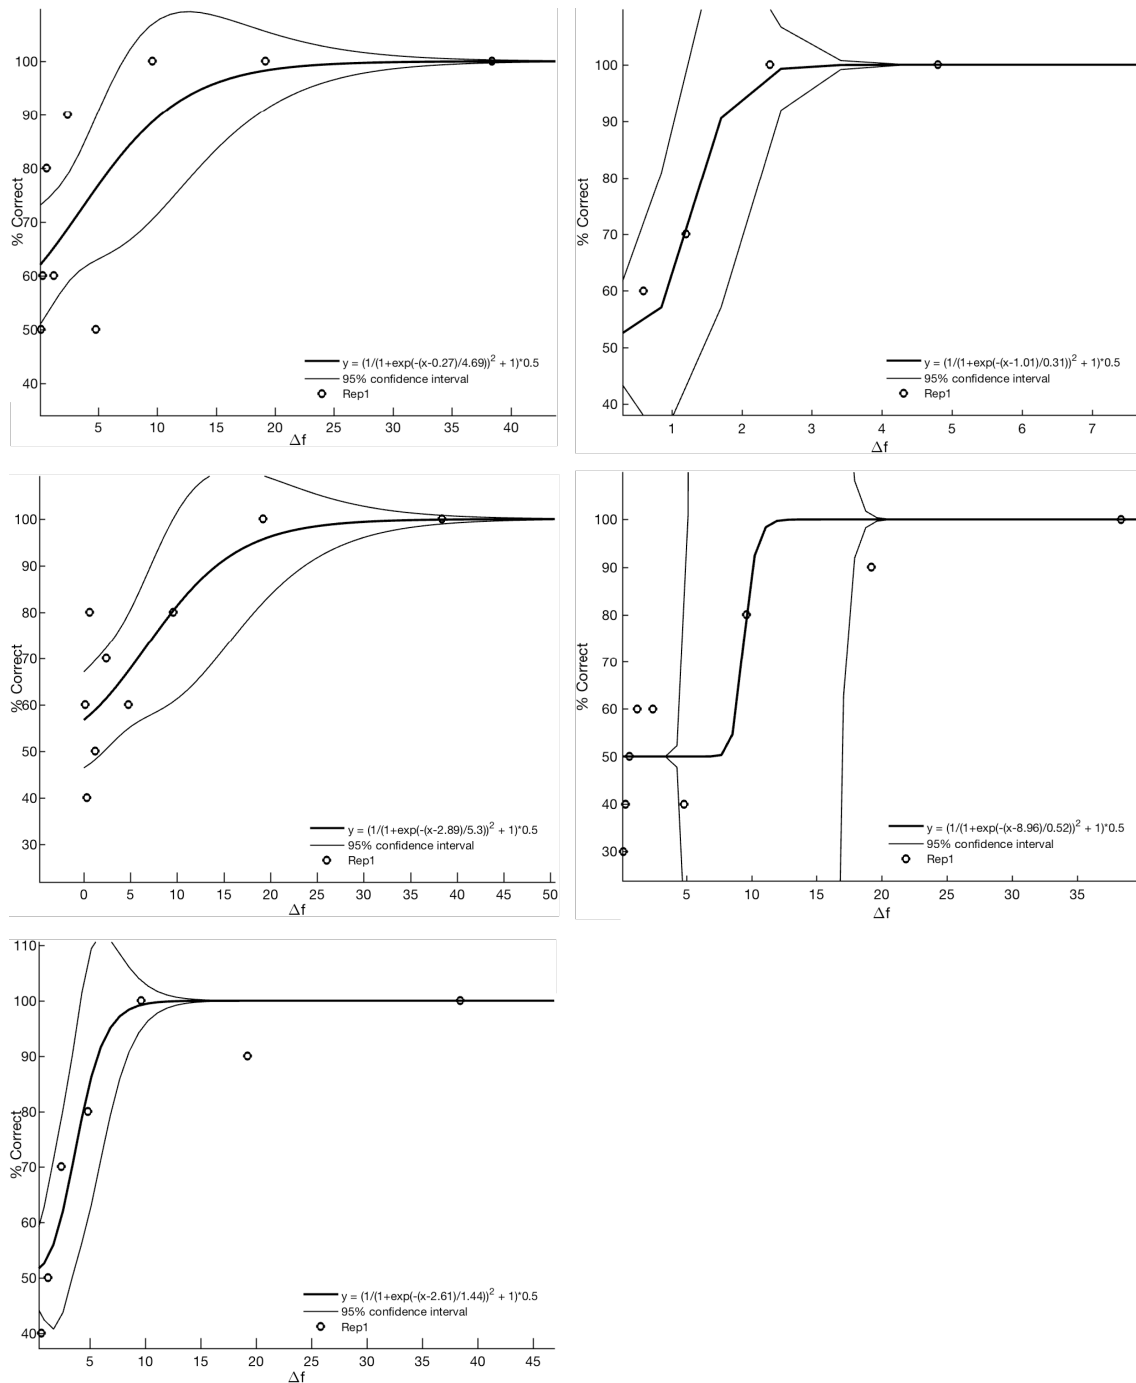 100
90
80
70
60
50
40
% Correct
y = (1/(1+exp(-(x-0.27)/4.69))² + 1)*0.5
95% confidence interval
Rep1
5 10 15 20 25 30 35 40
Δf
100
90
80
70
60
50
40
% Correct
y = (1/(1+exp(-(x-1.01)/0.31))² + 1)*0.5
95% confidence interval
Rep1
1 2 3 4 5 6 7
Δf
100
90
80
70
60
50
40
30
% Correct
y = (1/(1+exp(-(x-2.89)/5.3))² + 1)*0.5
95% confidence interval
Rep1
0 5 10 15 20 25 30 35 40 45 50
Δf
100
90
80
70
60
50
40
30
% Correct
y = (1/(1+exp(-(x-8.96)/0.52))² + 1)*0.5
95% confidence interval
Rep1
5 10 15 20 25 30 35
Δf
110
100
90
80
70
60
50
40
% Correct
y = (1/(1+exp(-(x-2.61)/1.44))² + 1)*0.5
95% confidence interval
Rep1
5 10 15 20 25 30 35 40 45
Δf